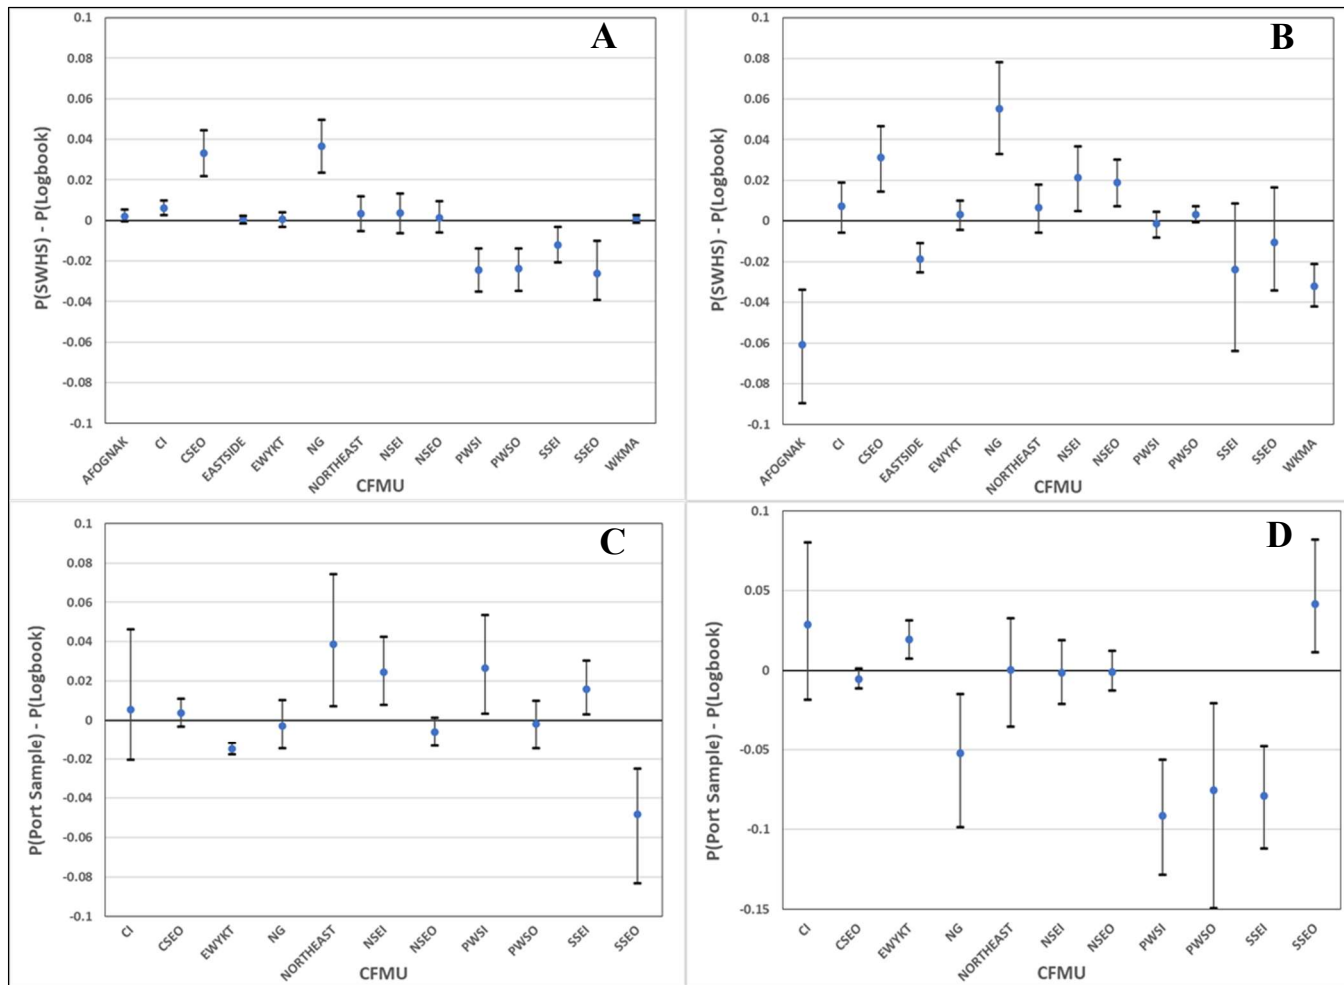 A
P(SWHS) - P(Logbook)
0.1
0.08
0.06
0.04
0.02
0
-0.02
-0.04
-0.06
-0.08
-0.1
AFOGNAK CI CSEO EASTSIDE EWYKT NG NORTHEAST NSEI NSEO PWSI PWSO SSEI SSEO WKMA
CFMU
B
P(SWHS) - P(Logbook)
0.1
0.08
0.06
0.04
0.02
0
-0.02
-0.04
-0.06
-0.08
-0.1
AFOGNAK CI CSEO EASTSIDE EWYKT NG NORTHEAST NSEI NSEO PWSI PWSO SSEI SSEO WKMA
CFMU
C
P(Port Sample) - P(Logbook)
0.1
0.08
0.06
0.04
0.02
0
-0.02
-0.04
-0.06
-0.08
-0.1
CI CSEO EWYKT NG NORTHEAST NSEI NSEO PWSI PWSO SSEI SSEO
CFMU
D
P(Port Sample) - P(Logbook)
0.1
0.05
0
-0.05
-0.1
-0.15
CI CSEO EWYKT NG NORTHEAST NSEI NSEO PWSI PWSO SSEI SSEO
CFMU